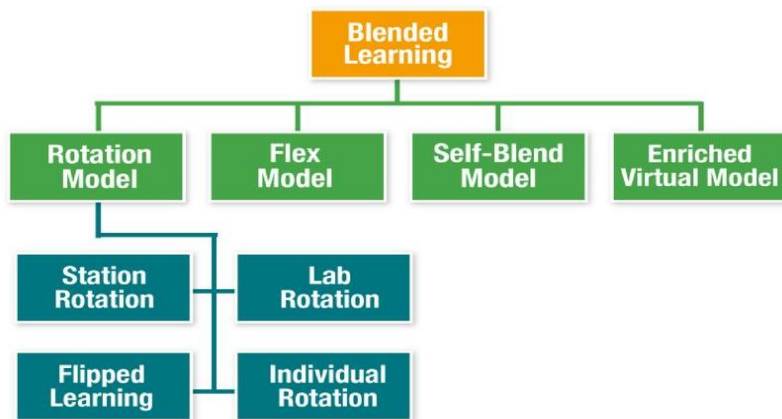 Blended
Learning
Rotation
Model
Flex
Model
Self-Blend
Model
Enriched
Virtual Model
Station
Rotation
Lab
Rotation
Flipped
Learning
Individual
Rotation